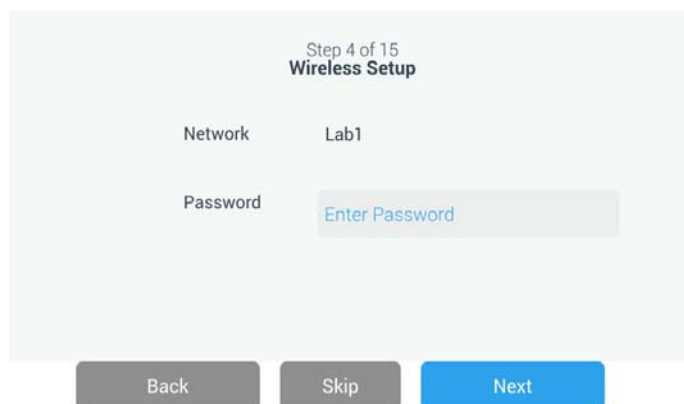 Step 4 of 15
Wireless Setup
Network Lab1
Password Enter Password
Back Skip Next